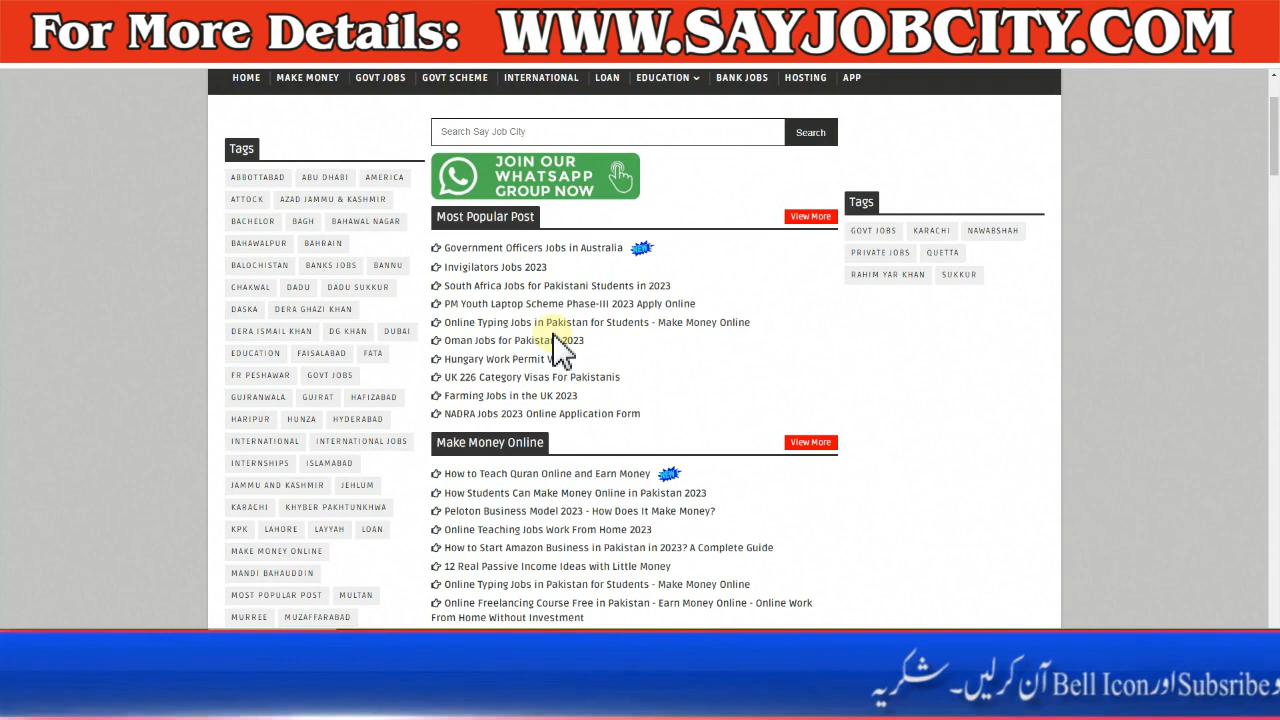 For More Details: WWW.SAYJOBCITY.COM
HOME MAKE MONEY GOVT JOBS GOVT SCHEME INTERNATIONAL LOAN EDUCATION BANK JOBS HOSTING APP
Search Say Job City Search
JOIN OUR
WHATSAPP
GROUP NOW
Tags
ABBOTTABAD ABU DHABI AMERICA
ATTOCK AZAD JAMMU & KASHMIR
BACHELOR BAGH BAHAWAL NAGAR
BAHAWALPUR BAHRAIN
BALOCHISTAN BANKS JOBS BANNU
CHAKWAL DADU DADU SUKKUR
DASKA DERA GHAZI KHAN
DERA ISMAIL KHAN DG KHAN DUBAI
EDUCATION FAISALABAD FATA
FR PESHAWAR GOVT JOBS
GUJRANWALA GUJRAT HAFIZABAD
HARIPUR HUNZA HYDERABAD
INTERNATIONAL INTERNATIONAL JOBS
INTERNSHIPS ISLAMABAD
JAMMU AND KASHMIR JEHLUM
KARACHI KHYBER PAKHTUNKHWA
KPK LAHORE LAYYAH LOAN
MAKE MONEY ONLINE
MANDI BAHAUDDIN
MOST POPULAR POST MULTAN
MURREE MUZAFFARABAD
Most Popular Post View More
Government Officers Jobs in Australia NEW
Invigilators Jobs 2023
South Africa Jobs for Pakistani Students in 2023
PM Youth Laptop Scheme Phase-III 2023 Apply Online
Online Typing Jobs in Pakistan for Students - Make Money Online
Oman Jobs for Pakistan 2023
Hungary Work Permit
UK 226 Category Visas For Pakistanis
Farming Jobs in the UK 2023
NADRA Jobs 2023 Online Application Form
Make Money Online View More
How to Teach Quran Online and Earn Money NEW
How Students Can Make Money Online in Pakistan 2023
Peloton Business Model 2023 - How Does It Make Money?
Online Teaching Jobs Work From Home 2023
How to Start Amazon Business in Pakistan in 2023? A Complete Guide
12 Real Passive Income Ideas with Little Money
Online Typing Jobs in Pakistan for Students - Make Money Online
Online Freelancing Course Free in Pakistan - Earn Money Online - Online Work
From Home Without Investment
Tags
GOVT JOBS KARACHI NAWABSHAH
PRIVATE JOBS QUETTA
RAHIM YAR KHAN SUKKUR
Subsribe اور Bell Icon آن کرلیں۔ شکریہ